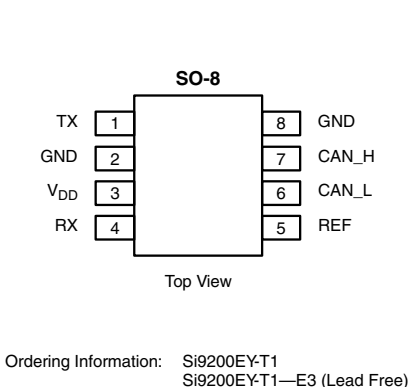 SO-8
TX 1 8 GND
GND 2 7 CAN_H
VDD 3 6 CAN_L
RX 4 5 REF
Top View
Ordering Information: Si9200EY-T1
Si9200EY-T1—E3 (Lead Free)